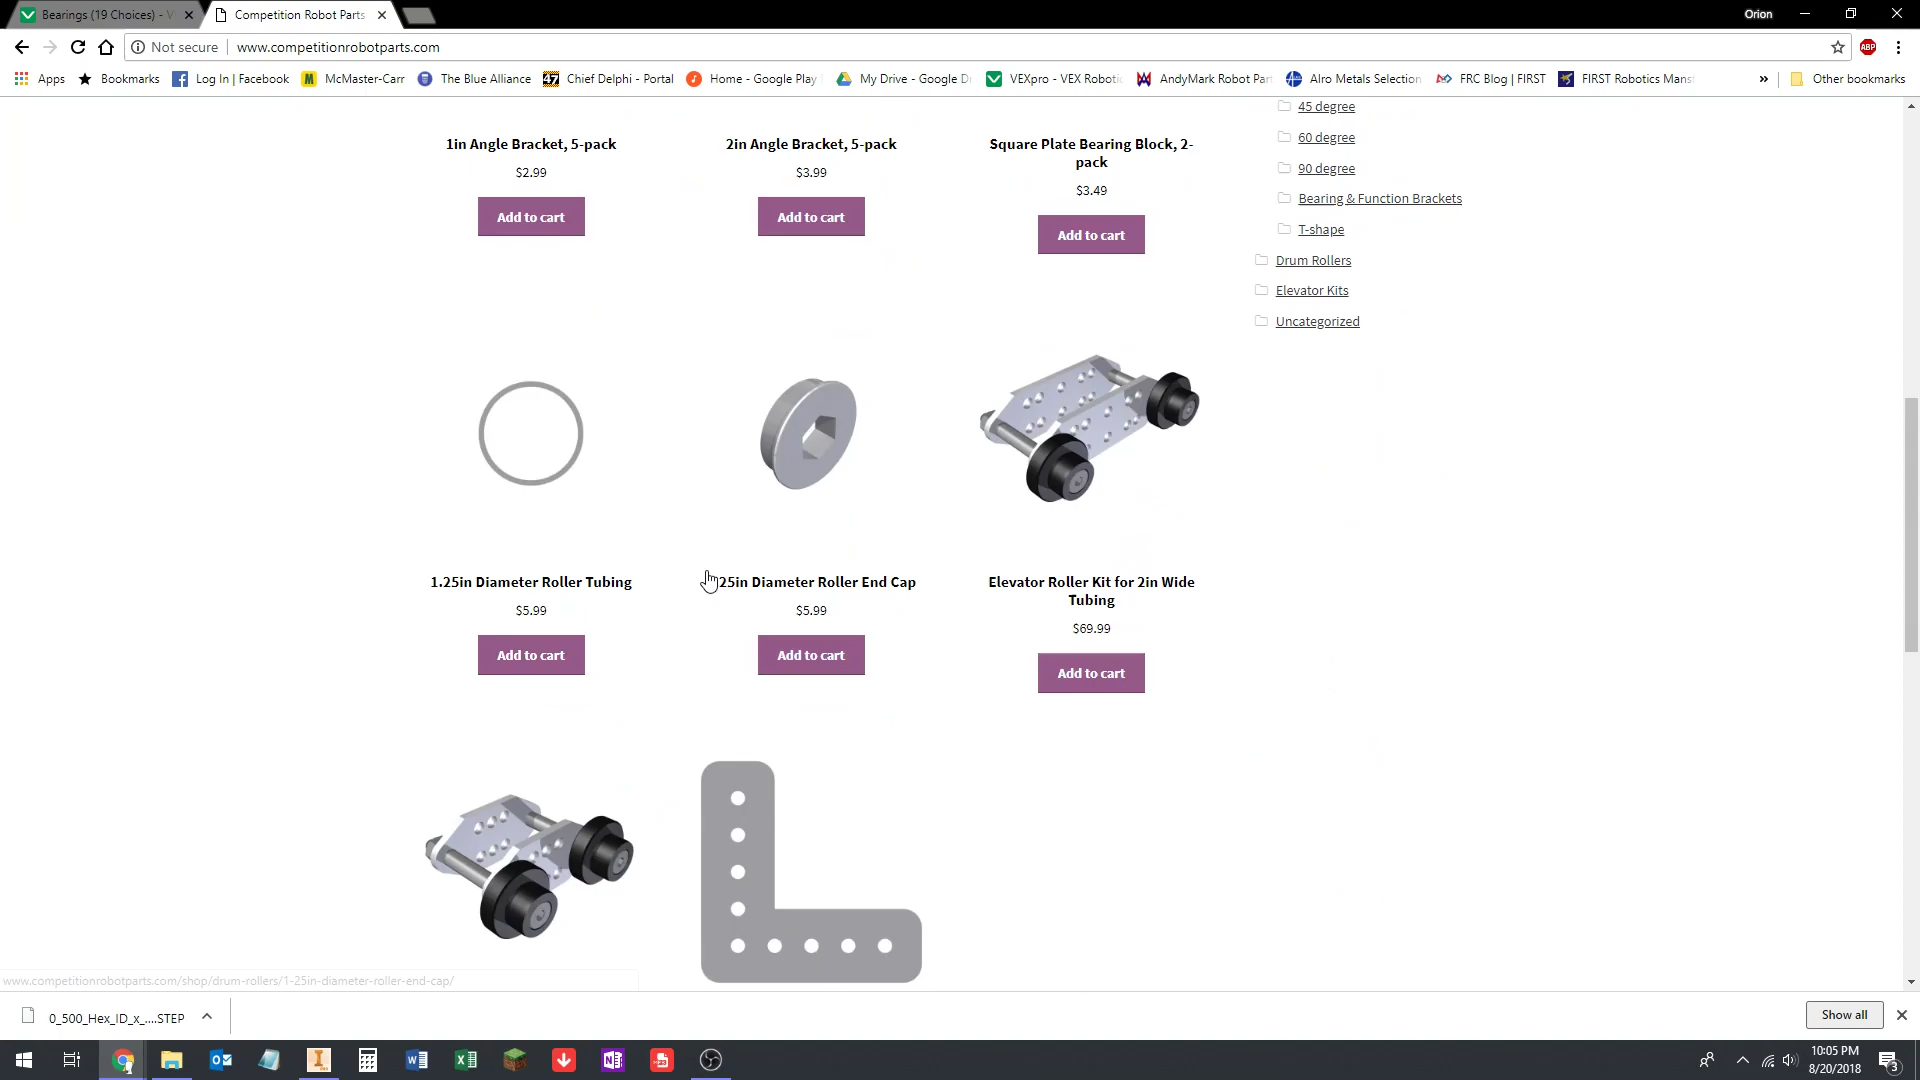 Bearings (19 Choices) - V
Competition Robot Parts
Orion
Not secure
www.competitionrobotparts.com
ABP
Apps
Bookmarks
Log In | Facebook
McMaster-Carr
The Blue Alliance
Chief Delphi - Portal
Home - Google Play
My Drive - Google D
VEXpro - VEX Roboti
AndyMark Robot Par
Alro Metals Selection
FRC Blog | FIRST
FIRST Robotics Mans
»
Other bookmarks
45 degree
60 degree
90 degree
Bearing & Function Brackets
T-shape
Drum Rollers
Elevator Kits
Uncategorized
1in Angle Bracket, 5-pack
$2.99
Add to cart
2in Angle Bracket, 5-pack
$3.99
Add to cart
Square Plate Bearing Block, 2-
pack
$3.49
Add to cart
1.25in Diameter Roller Tubing
$5.99
Add to cart
25in Diameter Roller End Cap
$5.99
Add to cart
Elevator Roller Kit for 2in Wide
Tubing
$69.99
Add to cart
www.competitionrobotparts.com/shop/drum-rollers/1-25in-diameter-roller-end-cap/
0_500_Hex_ID_x_....STEP
Show all
10:05 PM
8/20/2018
3